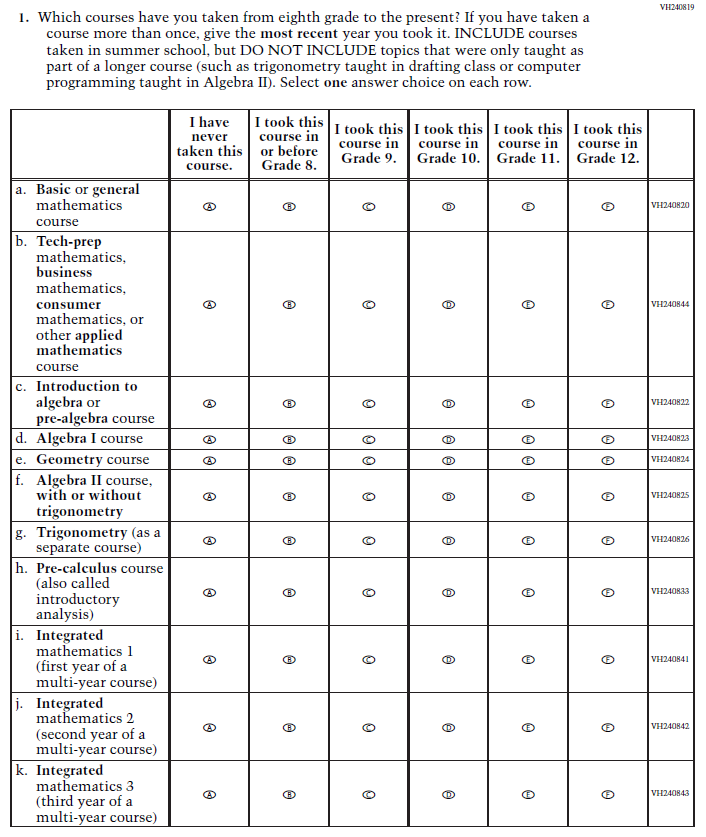 VH240819
1. Which courses have you taken from eighth grade to the present? If you have taken a
course more than once, give the most recent year you took it. INCLUDE courses
taken in summer school, but DO NOT INCLUDE topics that were only taught as
part of a longer course (such as trigonometry taught in drafting class or computer
programming taught in Algebra II). Select one answer choice on each row.
I have
never
taken this
course.
I took this
course in
or before
Grade 8.
I took this
course in
Grade 9.
I took this
course in
Grade 10.
I took this
course in
Grade 11.
I took this
course in
Grade 12.
a. Basic or general
mathematics
course
A B C D E F VH240820
b. Tech-prep
mathematics,
business
mathematics,
consumer
mathematics, or
other applied
mathematics
course
A B C D E F VH240844
c. Introduction to
algebra or
pre-algebra course
A B C D E F VH240822
d. Algebra I course A B C D E F VH240823
e. Geometry course A B C D E F VH240824
f. Algebra II course,
with or without
trigonometry
A B C D E F VH240825
g. Trigonometry (as a
separate course)
A B C D E F VH240826
h. Pre-calculus course
(also called
introductory
analysis)
A B C D E F VH240833
i. Integrated
mathematics 1
(first year of a
multi-year course)
A B C D E F VH240841
j. Integrated
mathematics 2
(second year of a
multi-year course)
A B C D E F VH240842
k. Integrated
mathematics 3
(third year of a
multi-year course)
A B C D E F VH240843